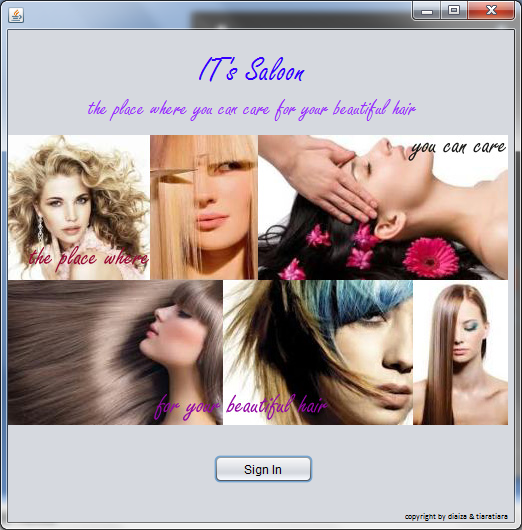 IT's Saloon
the place where you can care for your beautiful hair
you can care
the place where
for your beautiful hair
Sign In
copyright by diaiza & tiaratiara